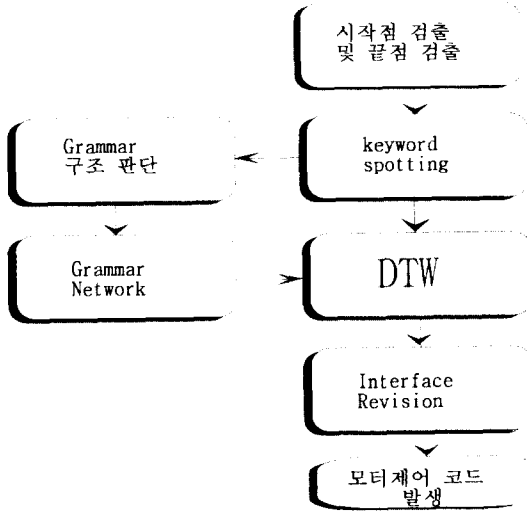 시작점 검출
및 끝점 검출
Grammar
구조 판단
keyword
spotting
Grammar
Network
DTW
Interface
Revision
모터제어 코드
발생